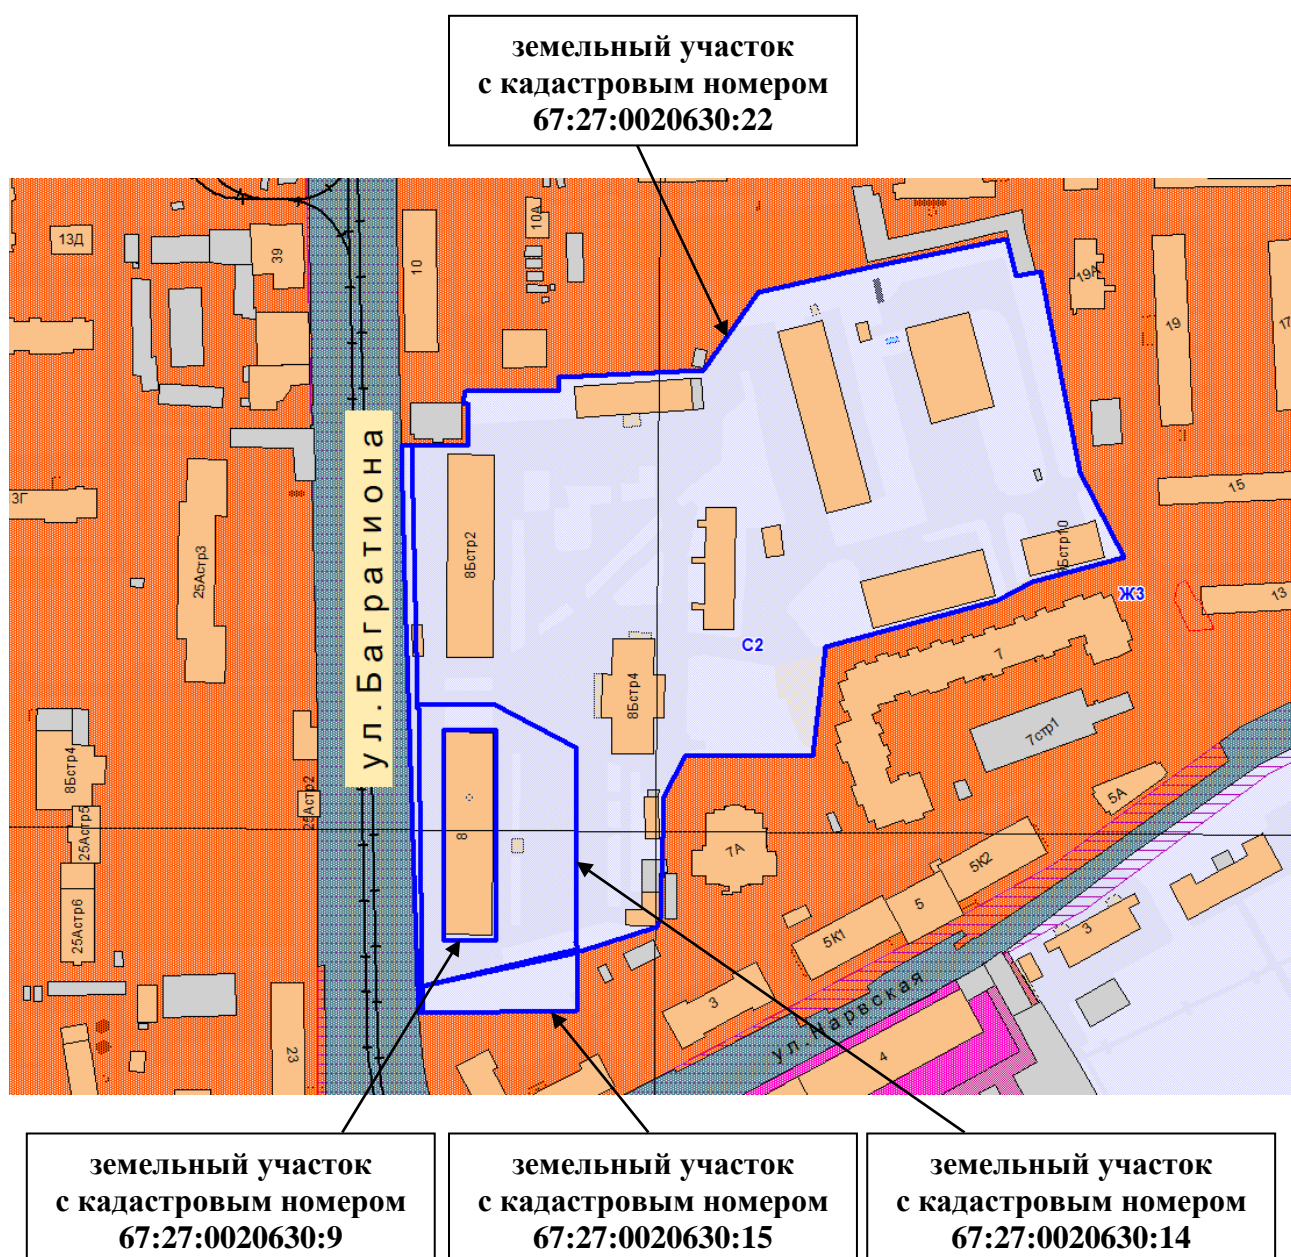 земельный участок
с кадастровым номером
67:27:0020630:22
13Д
39
10
10А
19А
19
17
3Г
25Астр3
ул.Багратиона
8Бстр2
15
8Бстр10
Ж3
13
С2
7
8Бстр4
7стр1
8Бстр4
25Астр2
5А
25Астр5
8
7А
5К2
5
5К1
3
25Астр6
3
ул.Нарвская
4
23
земельный участок
с кадастровым номером
67:27:0020630:9
земельный участок
с кадастровым номером
67:27:0020630:15
земельный участок
с кадастровым номером
67:27:0020630:14